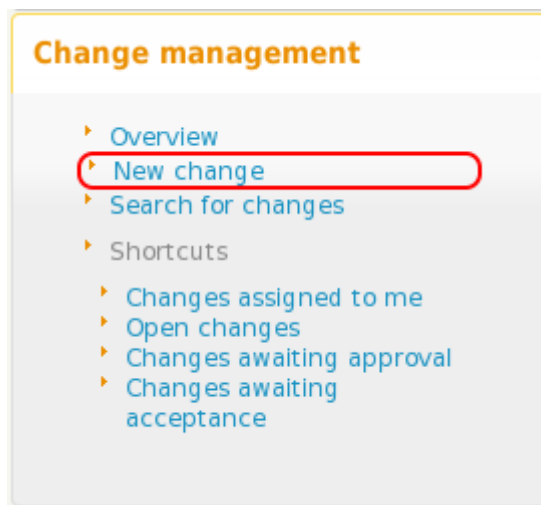 Change management
Overview
New change
Search for changes
Shortcuts
Changes assigned to me
Open changes
Changes awaiting approval
Changes awaiting
acceptance